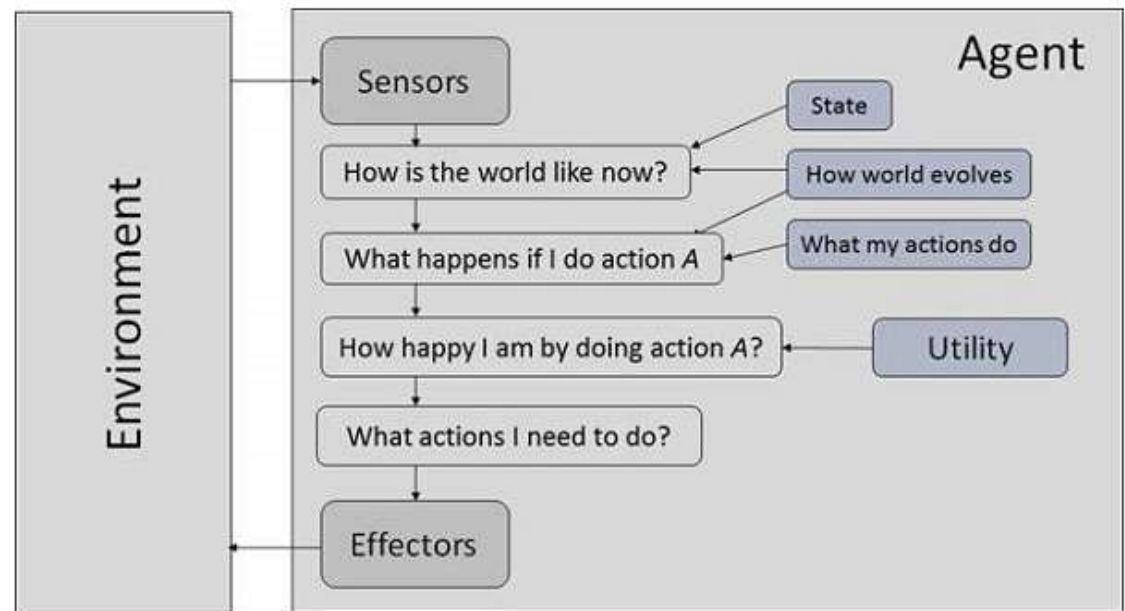 Environment
Agent
Sensors
State
How is the world like now?
How world evolves
What happens if I do action A
What my actions do
How happy I am by doing action A?
Utility
What actions I need to do?
Effectors